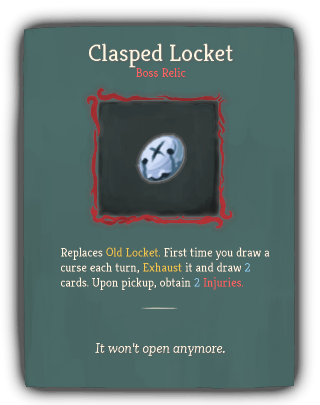 Clasped Locket
Boss Relic
Replaces Old Locket. First time you draw a
curse each turn, Exhaust it and draw 2
cards. Upon pickup, obtain 2 Injuries.
It won't open anymore.